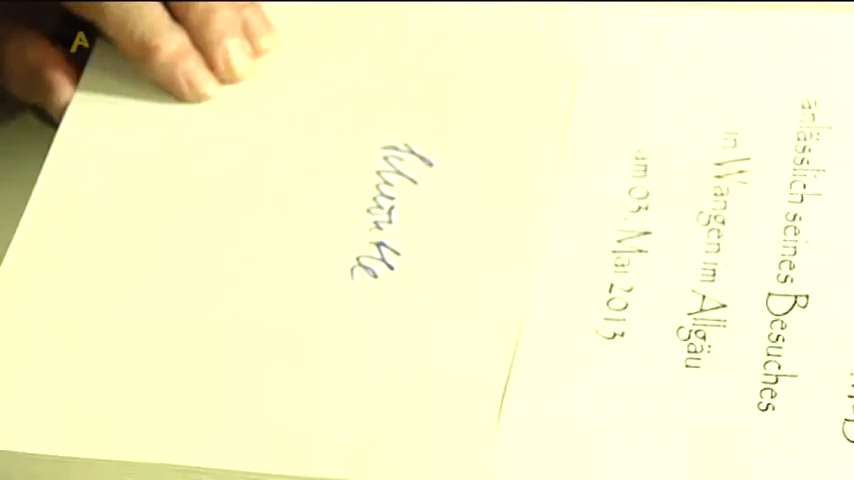 anlässlich seines Besuches
in Wangen im Allgäu
am 03. Mai 2013
A